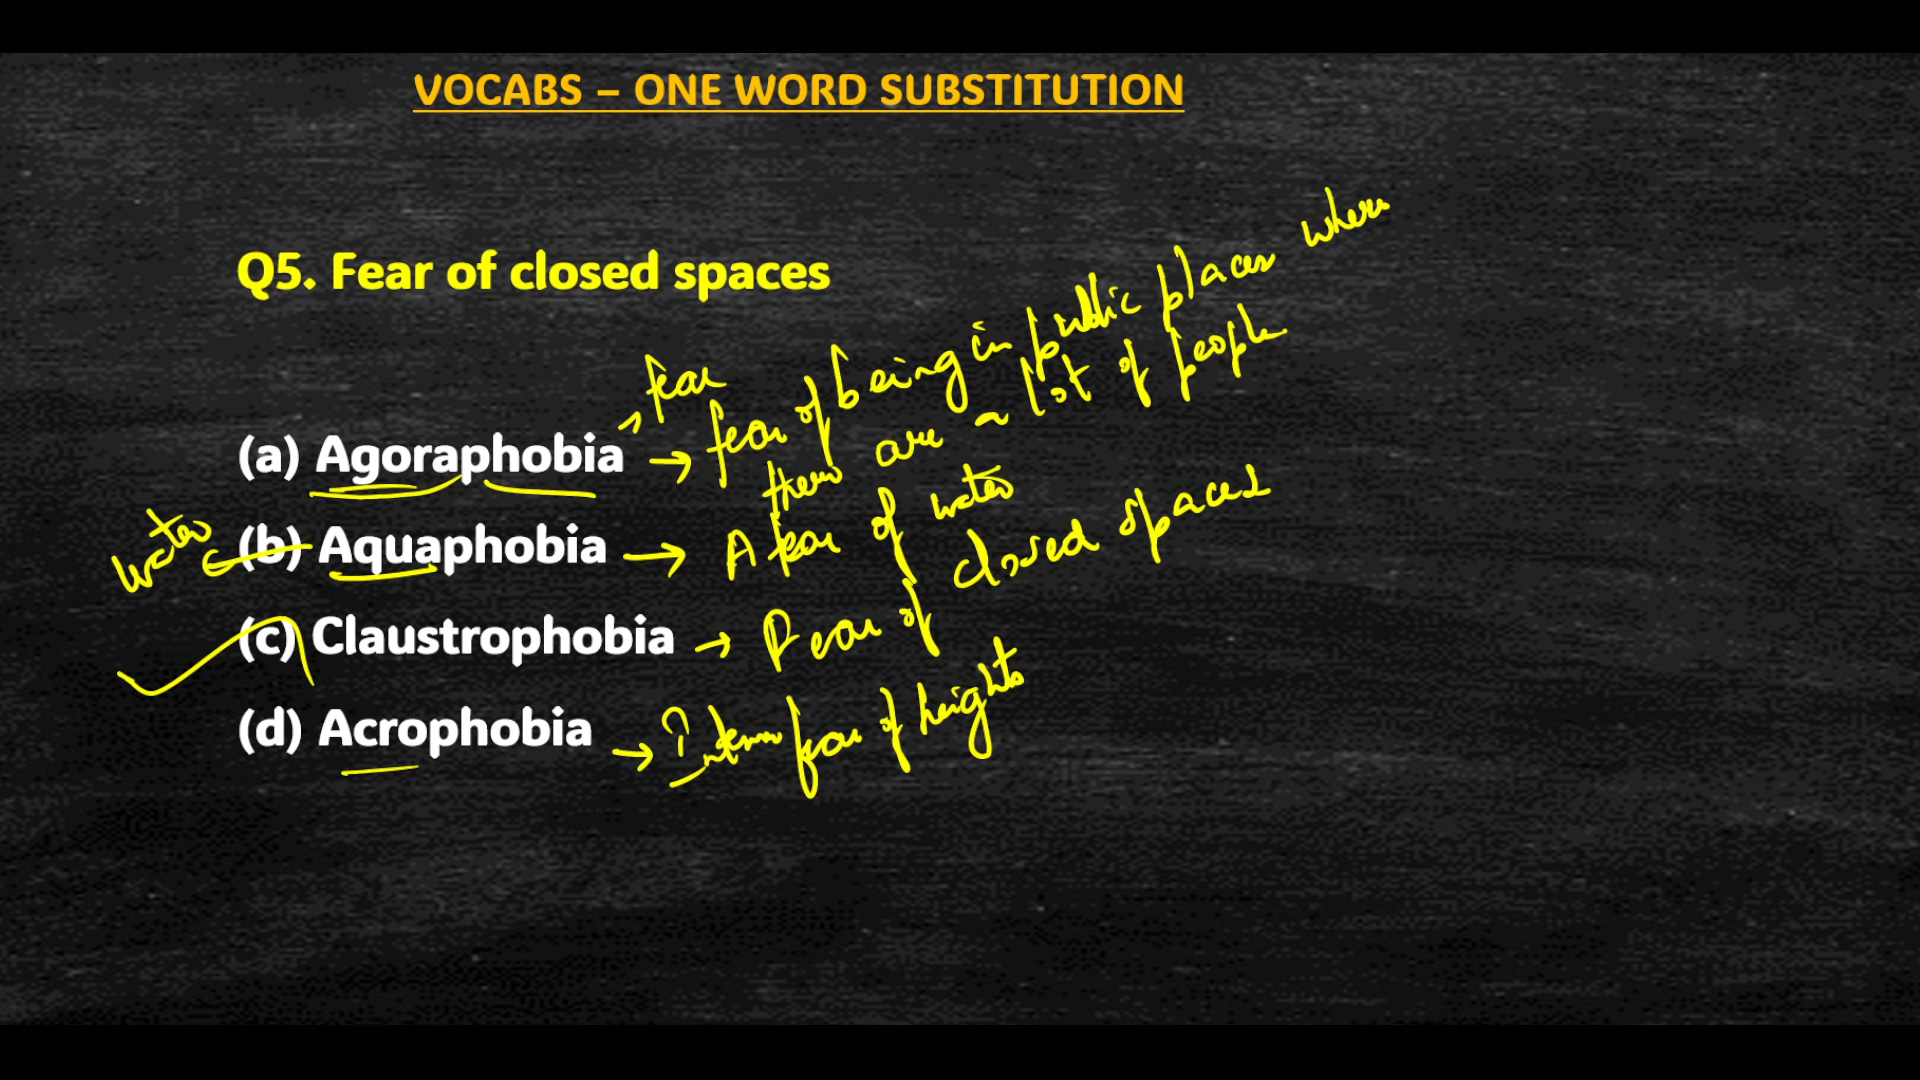 VOCABS – ONE WORD SUBSTITUTION
Q5. Fear of closed spaces
fear
(a) Agoraphobia → fear of being in public places where
there are a lot of people
water (b) Aquaphobia → A fear of water
(c) Claustrophobia → Fear of closed spaces
(d) Acrophobia → Intense fear of heights